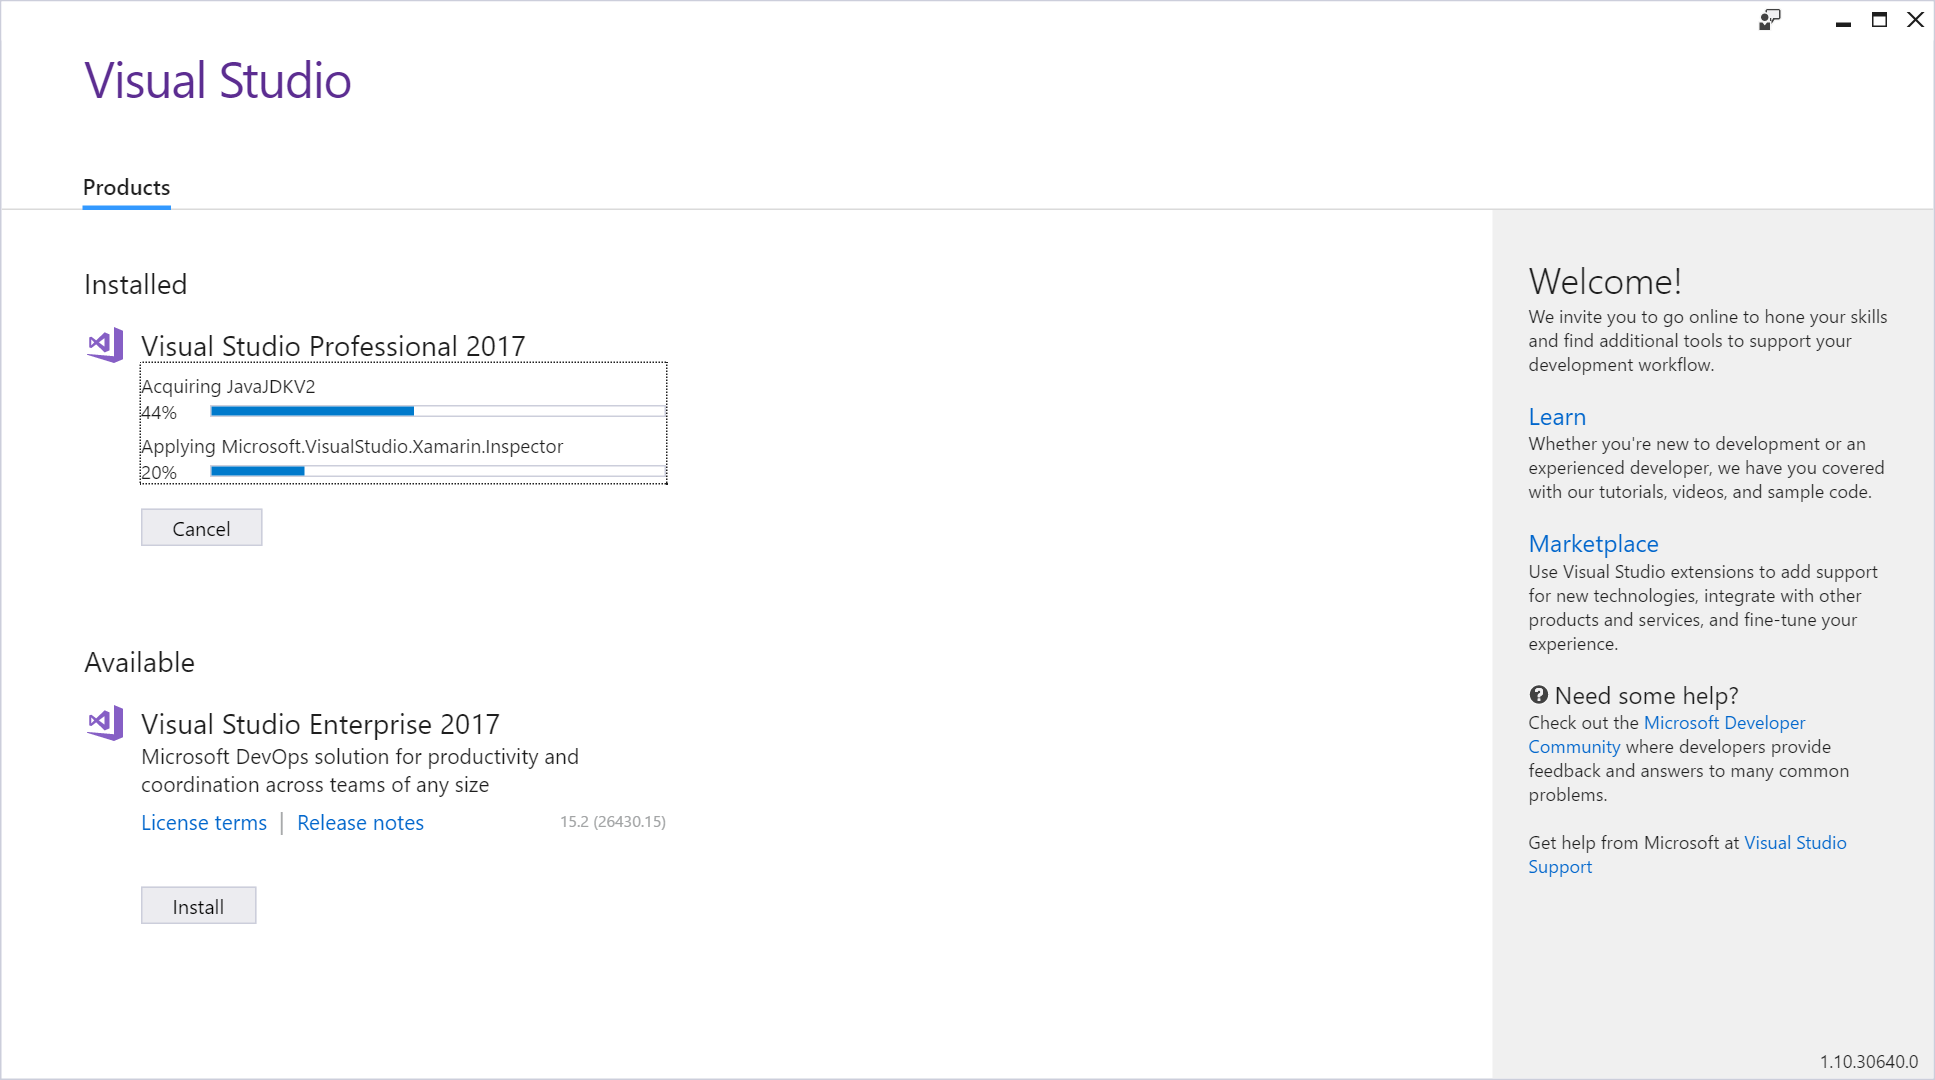 Visual Studio
Products
Installed
Visual Studio Professional 2017
Acquiring JavaJDKV2
44%
Applying Microsoft.VisualStudio.Xamarin.Inspector
20%
Cancel
Available
Visual Studio Enterprise 2017
Microsoft DevOps solution for productivity and
coordination across teams of any size
License terms | Release notes 15.2 (26430.15)
Install
Welcome!
We invite you to go online to hone your skills
and find additional tools to support your
development workflow.
Learn
Whether you're new to development or an
experienced developer, we have you covered
with our tutorials, videos, and sample code.
Marketplace
Use Visual Studio extensions to add support
for new technologies, integrate with other
products and services, and fine-tune your
experience.
Need some help?
Check out the Microsoft Developer
Community where developers provide
feedback and answers to many common
problems.
Get help from Microsoft at Visual Studio
Support
1.10.30640.0